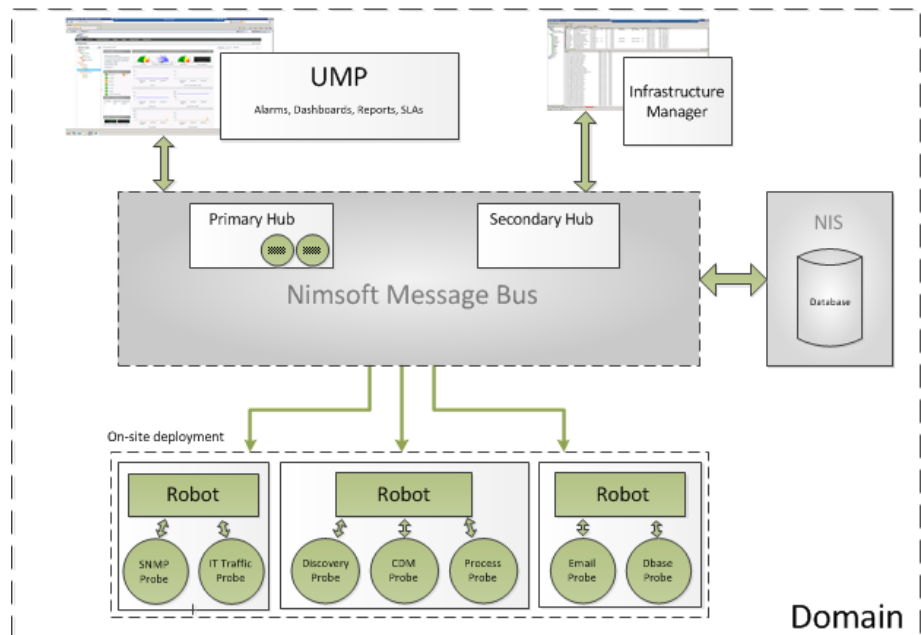 UMP
Alarms, Dashboards, Reports, SLAs
Infrastructure
Manager
Primary Hub
Secondary Hub
Nimsoft Message Bus
NIS
Database
On-site deployment
Robot
SNMP
Probe
IT Traffic
Probe
Robot
Discovery
Probe
CDM
Probe
Process
Probe
Robot
Email
Probe
Dbase
Probe
Domain